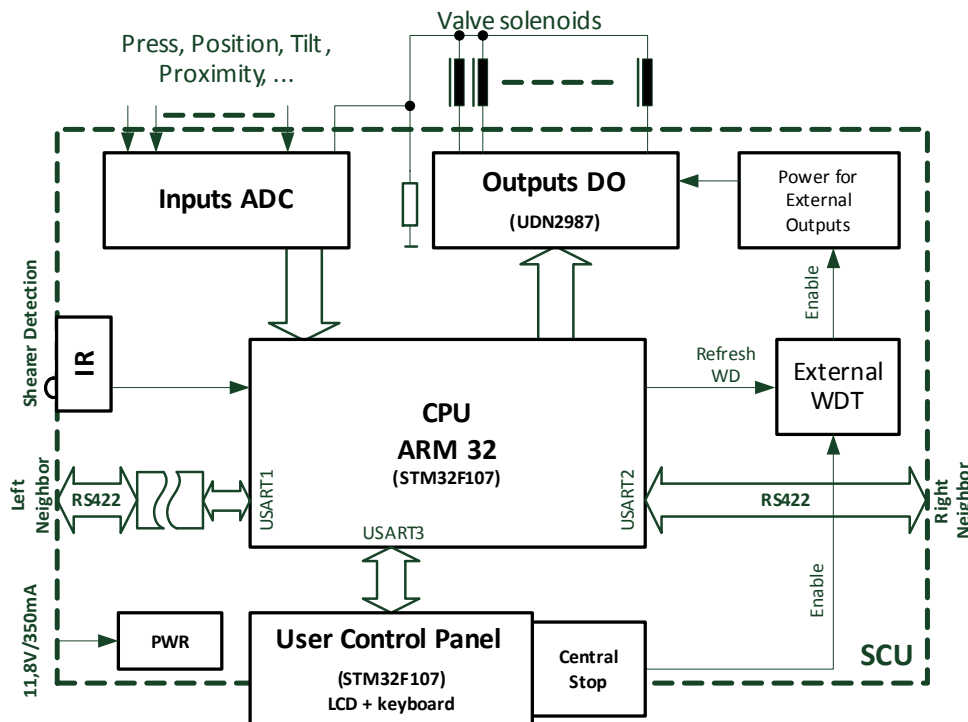 Valve solenoids
Press, Position, Tilt,
Proximity, ...
Inputs ADC
Outputs DO
(UDN2987)
Power for
External
Outputs
Enable
Shearer Detection
IR
Refresh
WD
External
WDT
CPU
ARM 32
(STM32F107)
USART1
USART2
USART3
Left
Neighbor
RS422
RS422
Right
Neighbor
Enable
11,8V/350mA
PWR
User Control Panel
(STM32F107)
LCD + keyboard
Central
Stop
SCU